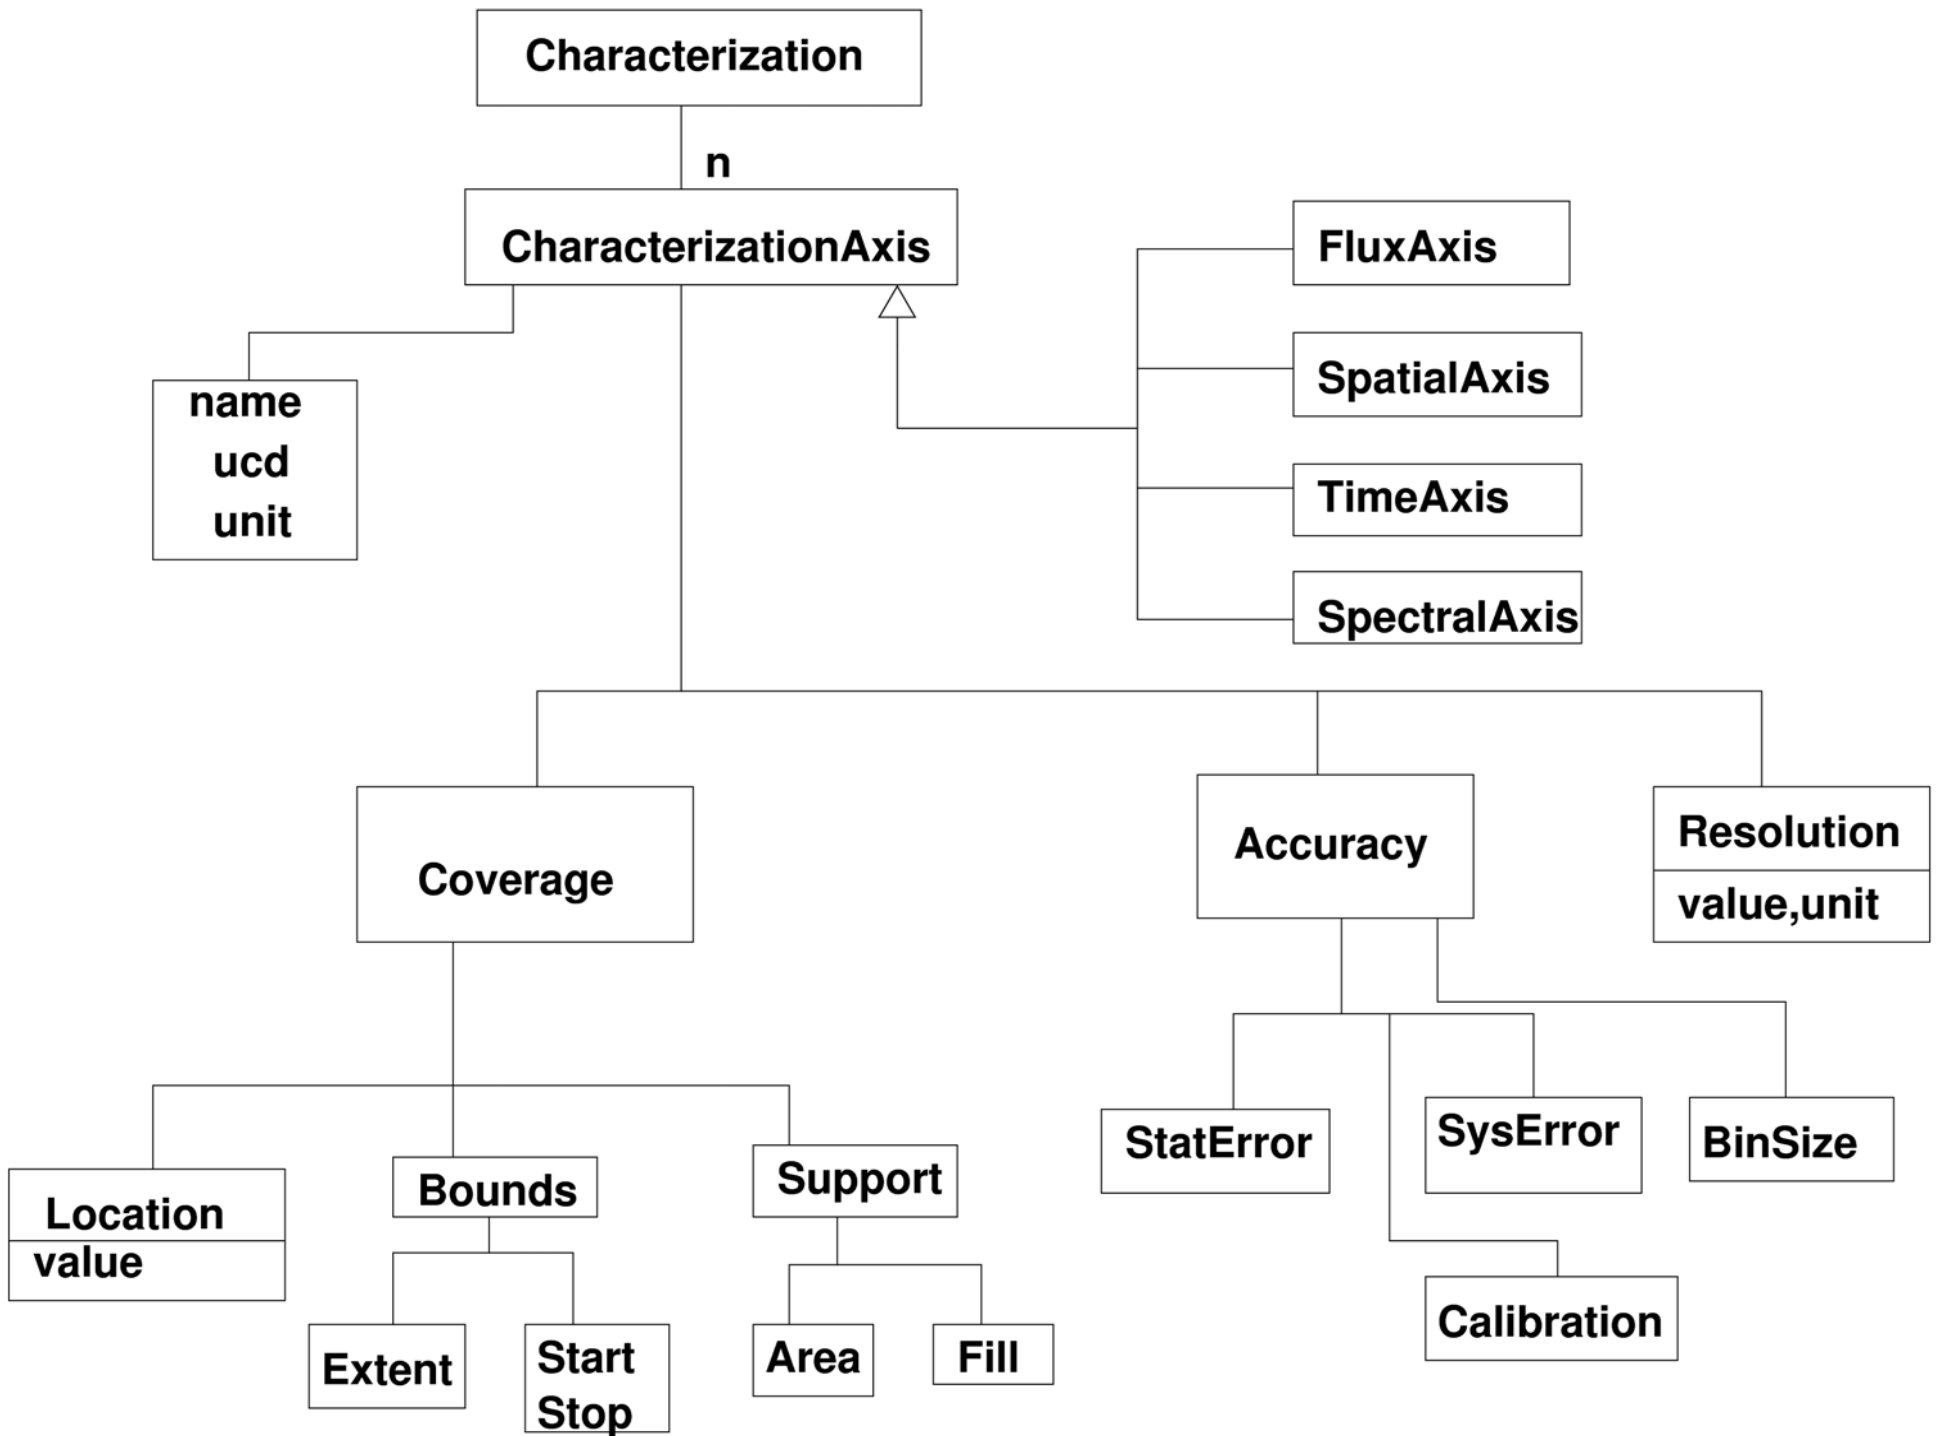 Characterization
n
CharacterizationAxis
FluxAxis
SpatialAxis
TimeAxis
SpectralAxis
name
ucd
unit
Coverage
Accuracy
Resolution
value,unit
Location
value
Bounds
Support
Extent
Start
Stop
Area
Fill
StatError
SysError
BinSize
Calibration